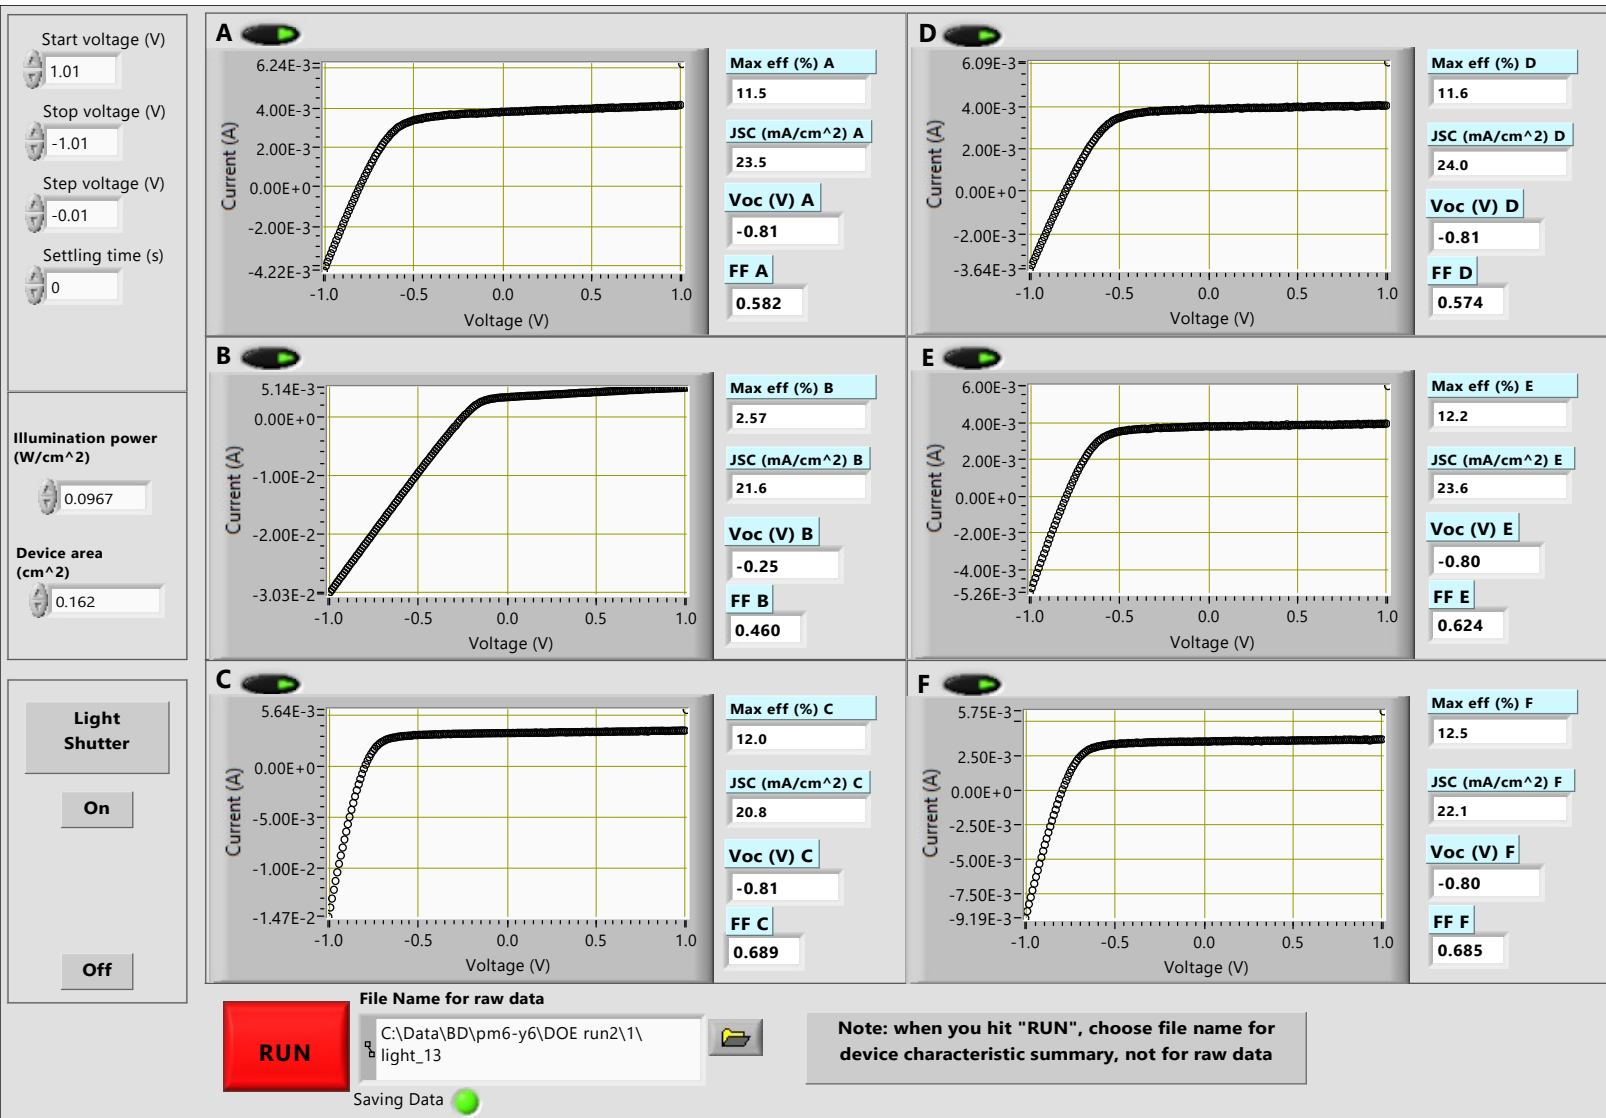 Start voltage (V)
1.01
Stop voltage (V)
-1.01
Step voltage (V)
-0.01
Settling time (s)
0
Illumination power
(W/cm^2)
0.0967
Device area
(cm^2)
0.162
Light
Shutter
On
Off
A
6.24E-3
4.00E-3
2.00E-3
0.00E+0
-2.00E-3
-4.22E-3
Current (A)
-1.0 -0.5 0.0 0.5 1.0
Voltage (V)
Max eff (%) A
11.5
JSC (mA/cm^2) A
23.5
Voc (V) A
-0.81
FF A
0.582
B
5.14E-3
0.00E+0
-1.00E-2
-2.00E-2
-3.03E-2
Current (A)
-1.0 -0.5 0.0 0.5 1.0
Voltage (V)
Max eff (%) B
2.57
JSC (mA/cm^2) B
21.6
Voc (V) B
-0.25
FF B
0.460
C
5.64E-3
0.00E+0
-5.00E-3
-1.00E-2
-1.47E-2
Current (A)
-1.0 -0.5 0.0 0.5 1.0
Voltage (V)
Max eff (%) C
12.0
JSC (mA/cm^2) C
20.8
Voc (V) C
-0.81
FF C
0.689
D
6.09E-3
4.00E-3
2.00E-3
0.00E+0
-2.00E-3
-3.64E-3
Current (A)
-1.0 -0.5 0.0 0.5 1.0
Voltage (V)
Max eff (%) D
11.6
JSC (mA/cm^2) D
24.0
Voc (V) D
-0.81
FF D
0.574
E
6.00E-3
4.00E-3
2.00E-3
0.00E+0
-2.00E-3
-4.00E-3
-5.26E-3
Current (A)
-1.0 -0.5 0.0 0.5 1.0
Voltage (V)
Max eff (%) E
12.2
JSC (mA/cm^2) E
23.6
Voc (V) E
-0.80
FF E
0.624
F
5.75E-3
2.50E-3
0.00E+0
-2.50E-3
-5.00E-3
-7.50E-3
-9.19E-3
Current (A)
-1.0 -0.5 0.0 0.5 1.0
Voltage (V)
Max eff (%) F
12.5
JSC (mA/cm^2) F
22.1
Voc (V) F
-0.80
FF F
0.685
RUN
File Name for raw data
C:\Data\BD\pm6-y6\DOE run2\1\
light_13
Saving Data
Note: when you hit "RUN", choose file name for
device characteristic summary, not for raw data